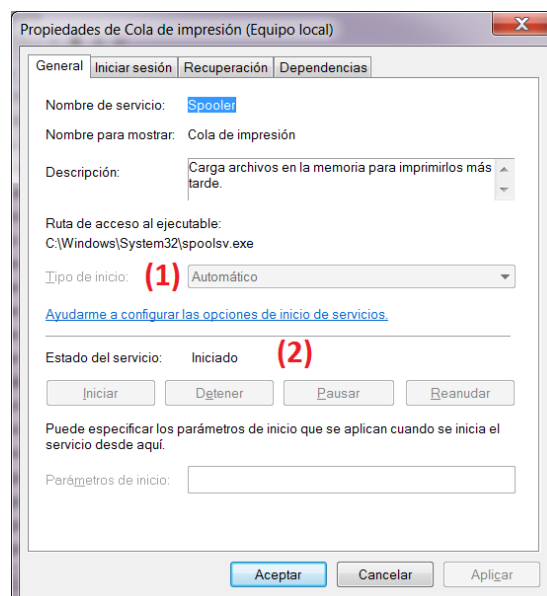 Propiedades de Cola de impresión (Equipo local)
General Iniciar sesión Recuperación Dependencias
Nombre de servicio: Spooler
Nombre para mostrar: Cola de impresión
Descripción: Carga archivos en la memoria para imprimirlos más
tarde.
Ruta de acceso al ejecutable:
C:\Windows\System32\spoolsv.exe
Tipo de inicio: (1) Automático
Ayudarme a configurar las opciones de inicio de servicios.
Estado del servicio: Iniciado (2)
Iniciar Detener Pausar Reanudar
Puede especificar los parámetros de inicio que se aplican cuando se inicia el
servicio desde aquí.
Parámetros de inicio:
Aceptar Cancelar Aplicar